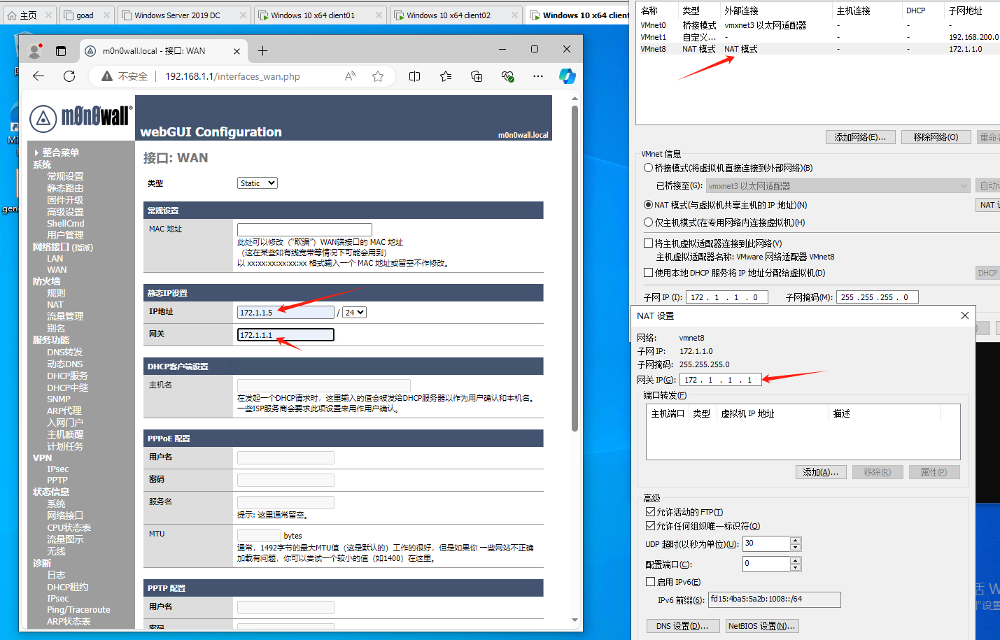 主页
goad
Windows Server 2019 DC
Windows 10 x64 client01
Windows 10 x64 client02
Windows 10 x64 client
m0n0wall.local - 接口: WAN
不安全
192.168.1.1/interfaces_wan.php
m0n0wall
webGUI Configuration
m0n0wall.local
整合菜单
系统
常规设置
静态路由
固件升级
高级设置
ShellCmd
用户管理
网络接口 (指派)
LAN
WAN
防火墙
规则
NAT
流量管理
别名
服务功能
DNS转发
动态DNS
DHCP服务
DHCP中继
SNMP
ARP代理
入网门户
主机唤醒
计划任务
VPN
IPsec
PPTP
状态信息
系统
网络接口
CPU状态表
流量图示
无线
诊断
日志
DHCP租约
IPsec
Ping/Traceroute
ARP状态表
接口: WAN
类型 Static
常规设置
MAC 地址
此处可以修改（“欺骗”）WAN端接口的 MAC 地址
（这在某些如有线宽带等情况下可能会用到）
以 xx:xx:xx:xx:xx:xx 格式输入一个 MAC 地址或留空不作修改。
静态IP设置
IP地址 172.1.1.5 / 24
网关 172.1.1.1
DHCP客户端设置
主机名
在发起一个DHCP请求时，这里输入的值会被发给DHCP服务器以作为用户确认和本机名。
一些ISP服务商会要求此项设置来用作用户确认。
PPPoE 配置
用户名
密码
服务名
提示: 这里通常留空。
MTU bytes
通常，1492字节的最大MTU值（这是默认的）工作的很好，但是如果你 一些网站不正确
加载有问题，你可以尝试一个较小的值（如1400）在这里。
PPTP 配置
用户名
密码
名称 类型 外部连接 主机连接 DHCP 子网地址
VMnet0 桥接模式 vmxnet3 以太网适配器 - - -
VMnet1 自定义... - - - 192.168.200.0
VMnet8 NAT 模式 NAT 模式 - - 172.1.1.0
添加网络(E)... 移除网络(O) 重命名
VMnet 信息
桥接模式(将虚拟机直接连接到外部网络)(B)
已桥接至(G): vmxnet3 以太网适配器 自动
NAT 模式(与虚拟机共享主机的 IP 地址)(N) NAT
仅主机模式(在专用网络内连接虚拟机)(H)
将主机虚拟适配器连接到此网络(V)
主机虚拟适配器名称: VMware 网络适配器 VMnet8
使用本地 DHCP 服务将 IP 地址分配给虚拟机(D) DHCP
子网 IP (I): 172 . 1 . 1 . 0 子网掩码(M): 255 .255 .255 . 0
NAT 设置
网络: vmnet8
子网 IP: 172.1.1.0
子网掩码: 255.255.255.0
网关 IP(G): 172 . 1 . 1 . 1
端口转发(F)
主机端口 类型 虚拟机 IP 地址 描述
添加(A)... 移除(R) 属性(P)
高级
允许活动的 FTP(T)
允许任何组织唯一标识符(O)
UDP 超时(以秒为单位)(U): 30
配置端口(C): 0
启用 IPv6(E)
IPv6 前缀(6): fd15:4ba5:5a2b:1008::/64
DNS 设置(D)... NetBIOS 设置(N)...